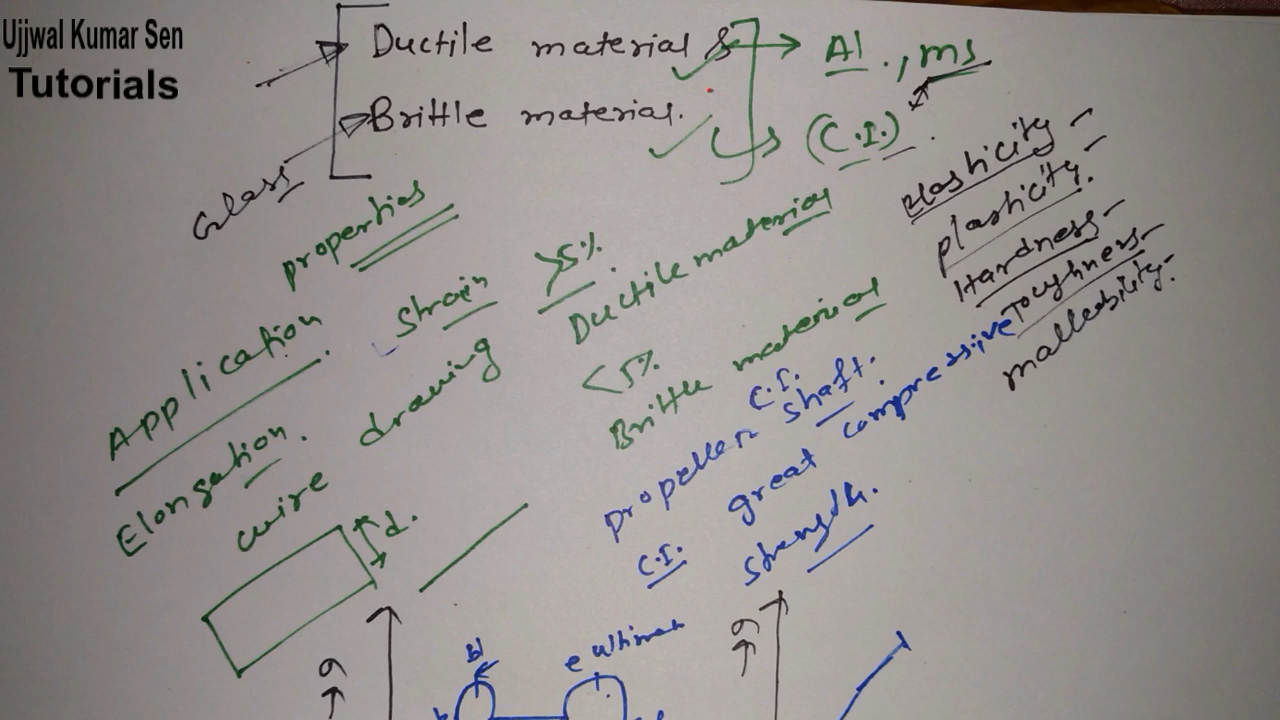 Ujjwal Kumar Sen
Tutorials
Ductile material & → Al., ms
Brittle material. (C.I.).
Glass
properties
Application
Strain >5%.
Ductile material
Elongation.
wire drawing
<5%
Brittle material
Elasticity -
plasticity. -
Hardness -
Toughness -
malleability. -
C.I.
propeller shaft.
C.I. great compressive
strength.
d.
σ
e ultimate
σ